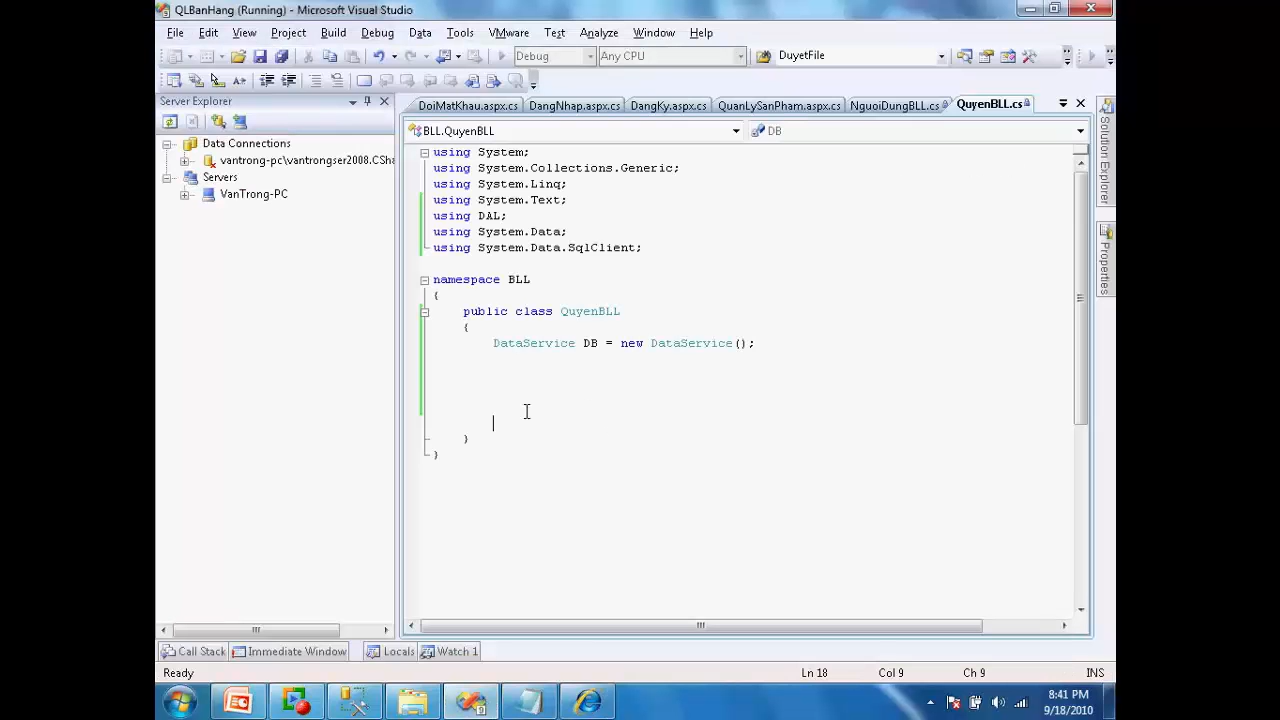 QLBanHang (Running) - Microsoft Visual Studio
File Edit View Project Build Debug Data Tools VMware Test Analyze Window Help
Debug Any CPU DuyetFile
Server Explorer
Data Connections
vantrong-pc\vantrongser2008.CSh
Servers
VanTrong-PC
DoiMatKhau.aspx.cs DangNhap.aspx.cs DangKy.aspx.cs QuanLySanPham.aspx.cs NguoiDungBLL.cs QuyenBLL.cs
BLL.QuyenBLL DB
using System;
using System.Collections.Generic;
using System.Linq;
using System.Text;
using DAL;
using System.Data;
using System.Data.SqlClient;
namespace BLL
{
public class QuyenBLL
{
DataService DB = new DataService();
}
}
Solution Explorer
Properties
Call Stack Immediate Window Locals Watch 1
Ready Ln 18 Col 9 Ch 9 INS
8:41 PM
9/18/2010